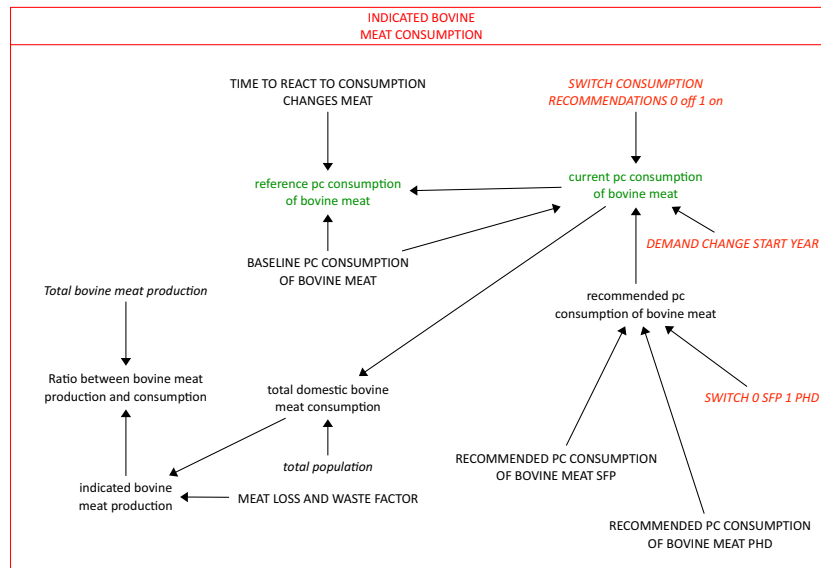 INDICATED BOVINE
MEAT CONSUMPTION
TIME TO REACT TO CONSUMPTION
CHANGES MEAT
SWITCH CONSUMPTION
RECOMMENDATIONS 0 off 1 on
reference pc consumption
of bovine meat
current pc consumption
of bovine meat
BASELINE PC CONSUMPTION
OF BOVINE MEAT
DEMAND CHANGE START YEAR
Total bovine meat production
recommended pc
consumption of bovine meat
Ratio between bovine meat
production and consumption
total domestic bovine
meat consumption
SWITCH 0 SFP 1 PHD
total population
RECOMMENDED PC CONSUMPTION
OF BOVINE MEAT SFP
indicated bovine
meat production
MEAT LOSS AND WASTE FACTOR
RECOMMENDED PC CONSUMPTION
OF BOVINE MEAT PHD